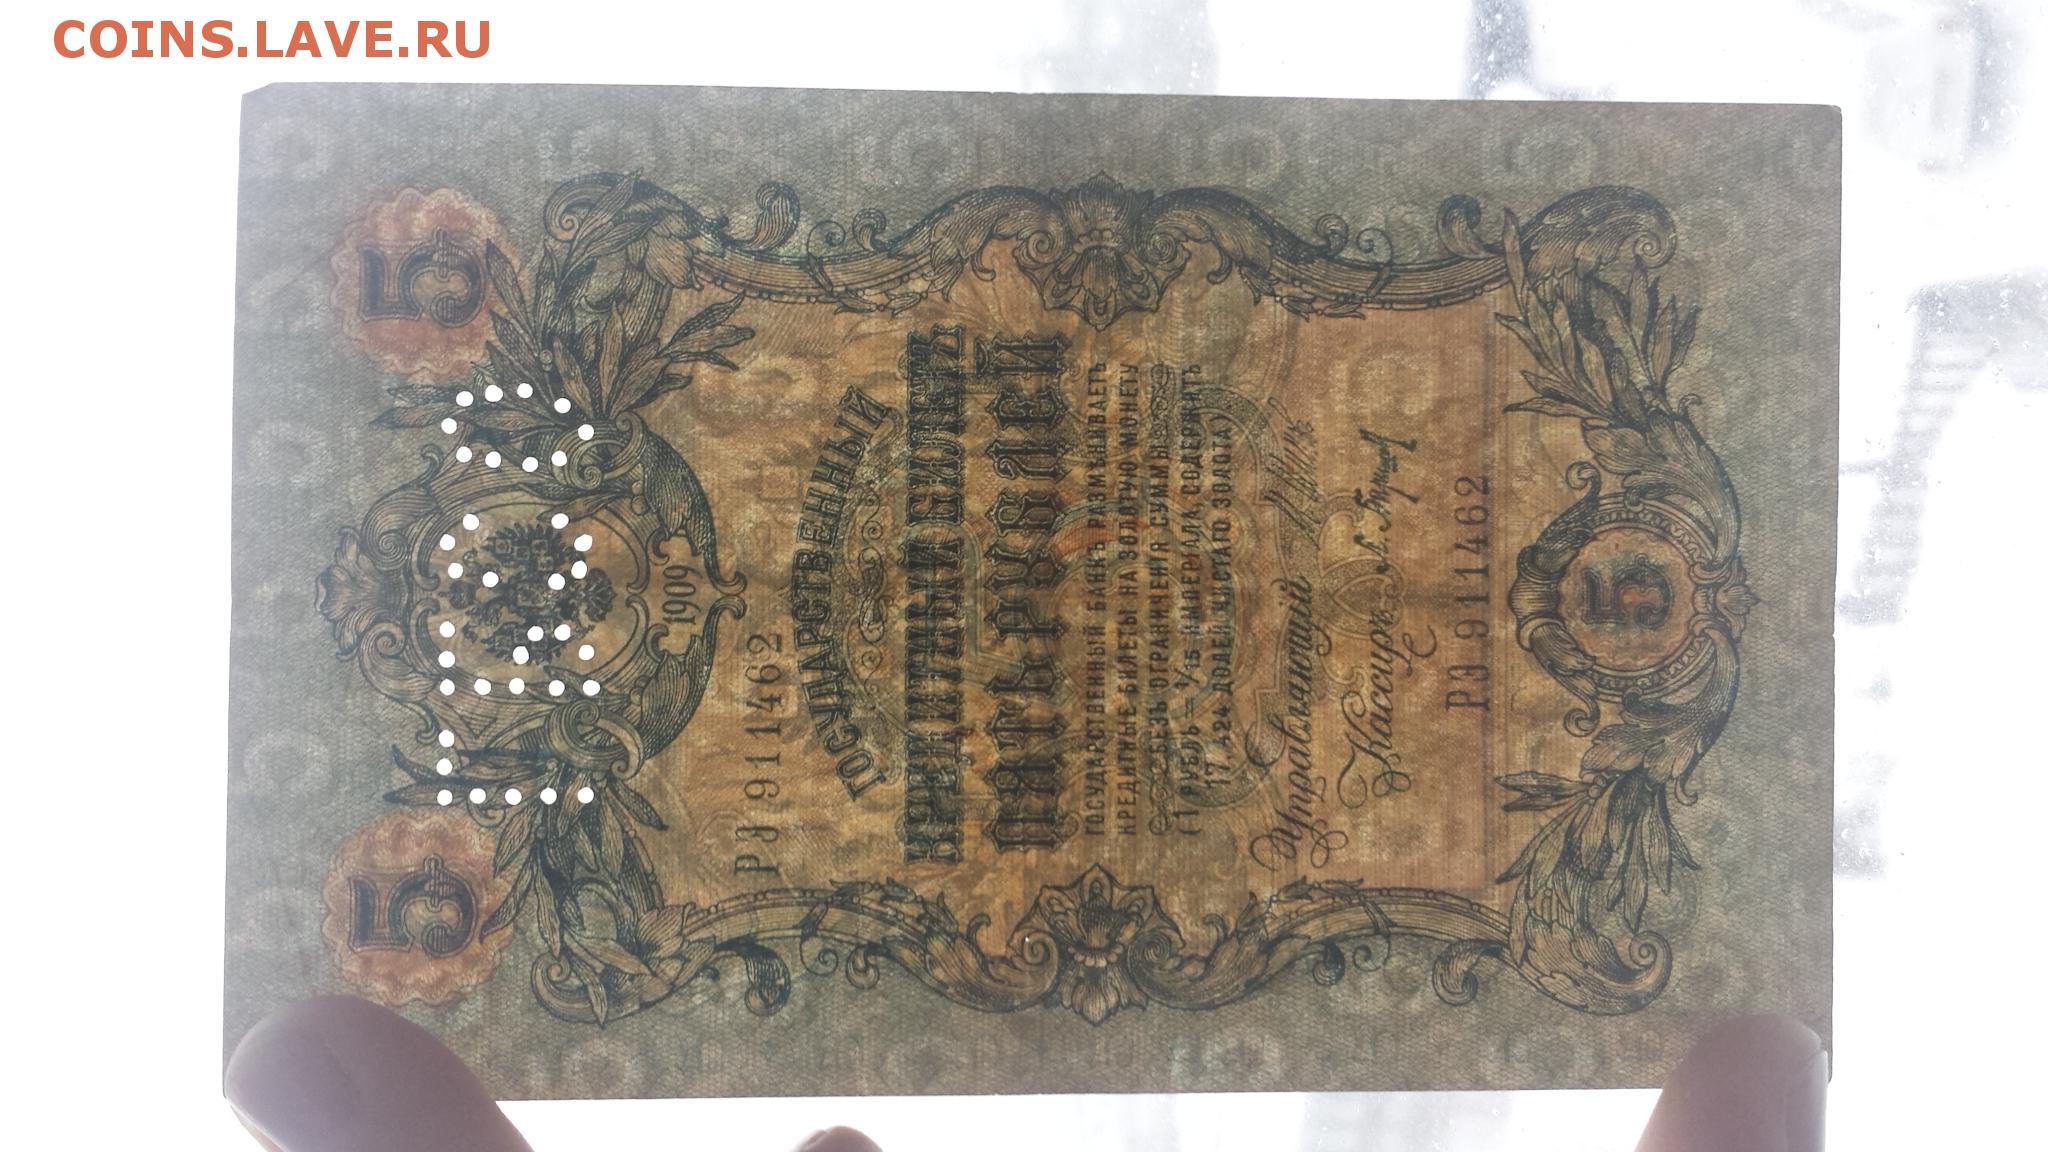 COINS.LAVE.RU
5 5
ГБСО
1909
РЭ 911462
ГОСУДАРСТВЕННЫЙ
КРЕДИТНЫЙ БИЛЕТЪ
ПЯТЬ РУБЛЕЙ
ГОСУДАРСТВЕННЫЙ БАНКЪ РАЗМѢНИВАЕТЪ
КРЕДИТНЫЕ БИЛЕТЫ НА ЗОЛОТУЮ МОНЕТУ
БЕЗЪ ОГРАНИЧЕНІЯ СУММЫ
(1 РУБЛЬ = 1/15 ИМПЕРІАЛА, СОДЕРЖИТЪ
17,424 ДОЛЕЙ ЧИСТАГО ЗОЛОТА)
Управляющій
Кассиръ
РЭ 911462
5